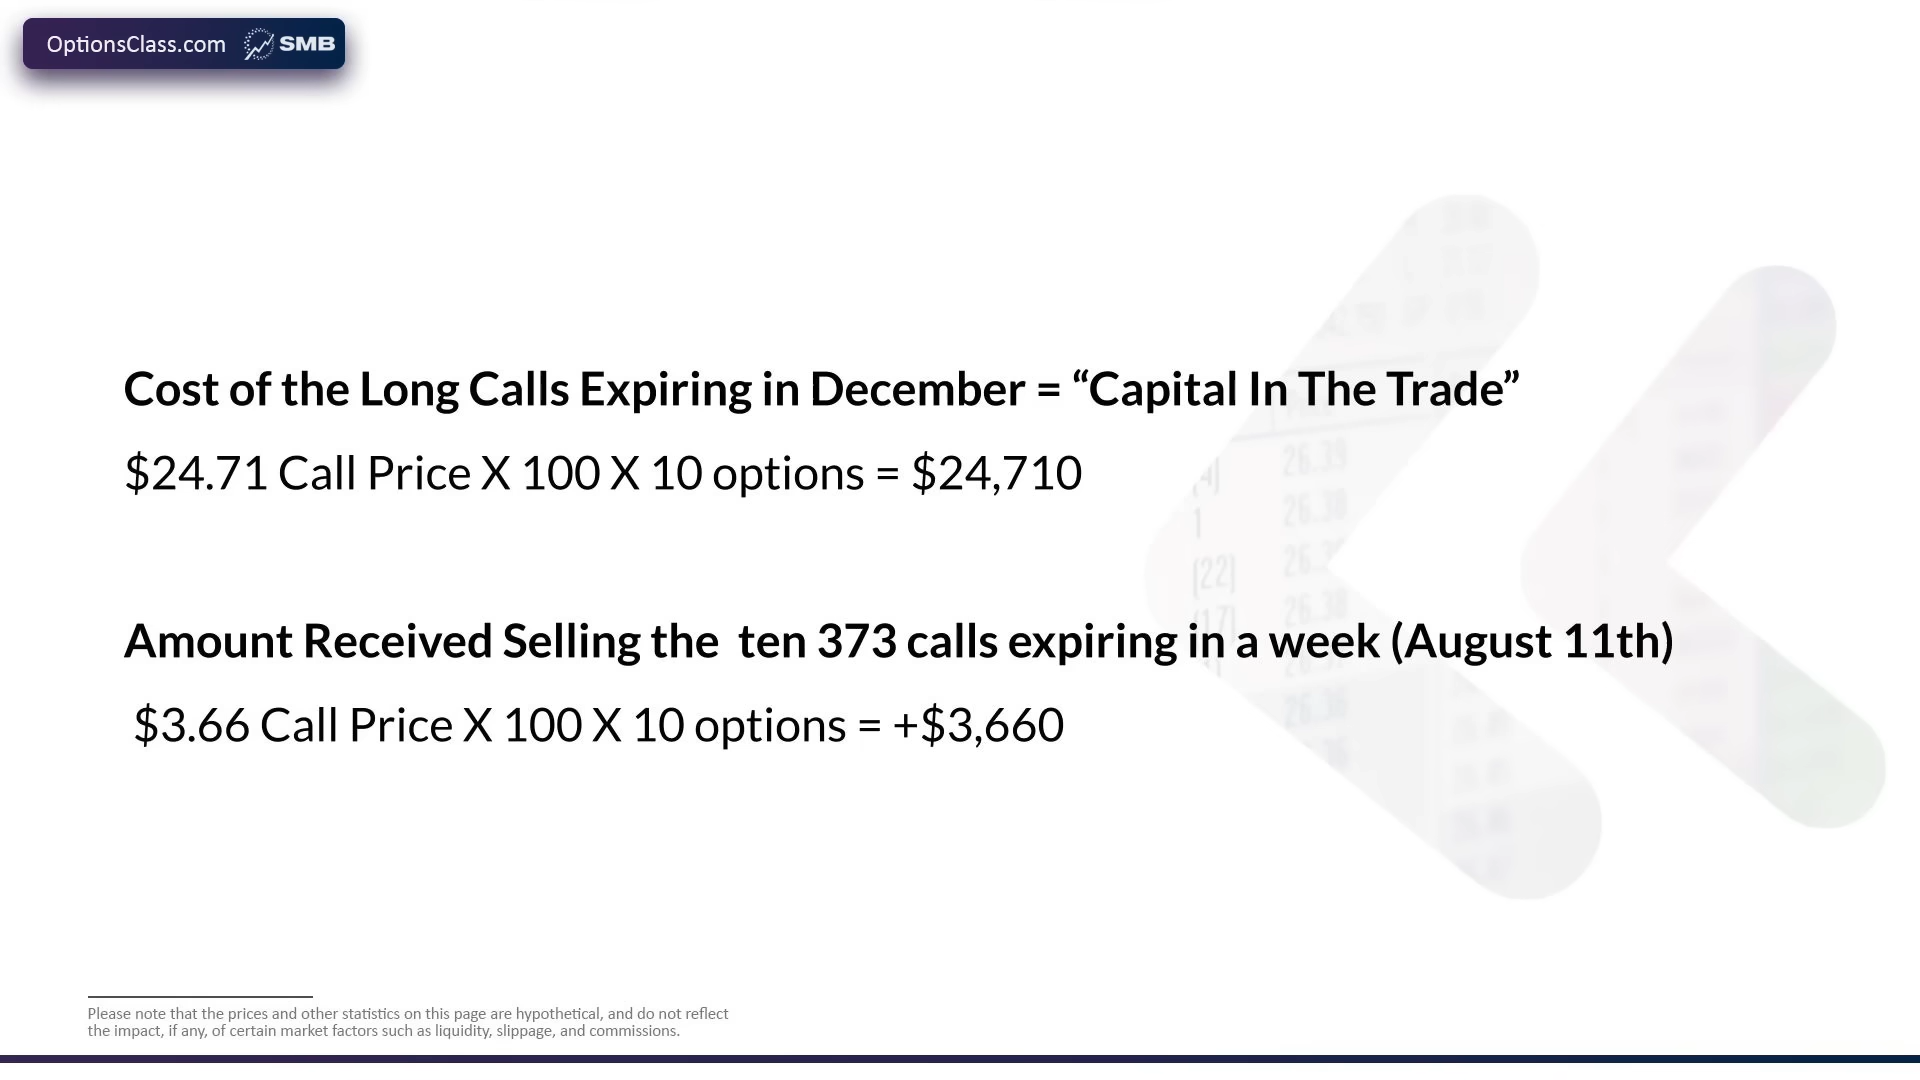 OptionsClass.com SMB
Cost of the Long Calls Expiring in December = “Capital In The Trade”
$24.71 Call Price X 100 X 10 options = $24,710
Amount Received Selling the  ten 373 calls expiring in a week (August 11th)
$3.66 Call Price X 100 X 10 options = +$3,660
Please note that the prices and other statistics on this page are hypothetical, and do not reflect
the impact, if any, of certain market factors such as liquidity, slippage, and commissions.